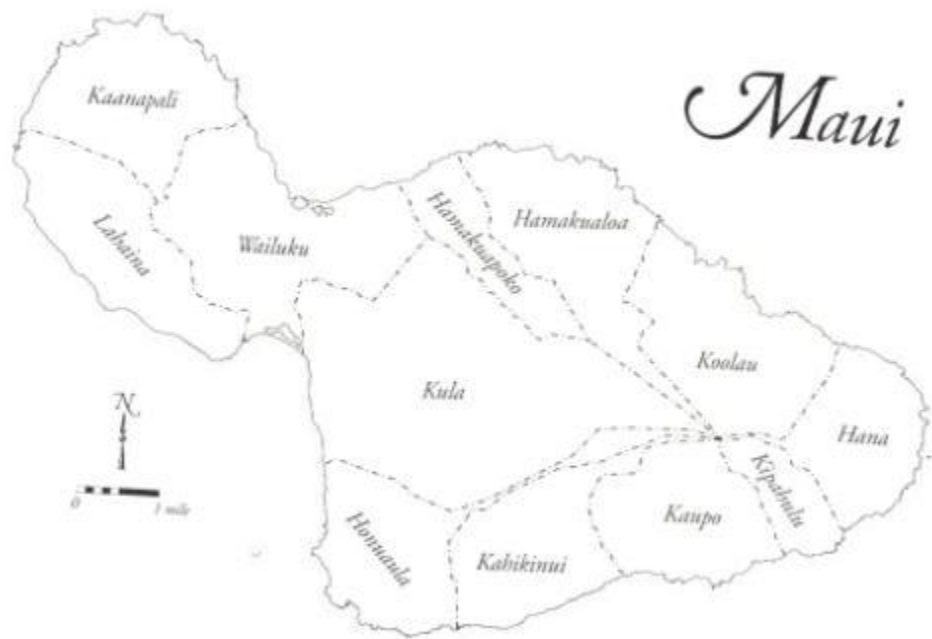 Maui
Kaanapali
Lahaina
Wailuku
Hamakuapoko
Hamakualoa
Kula
Koolau
Hana
Kipahulu
Kaupo
Kahikinui
Honuaula
N
0
1 mile